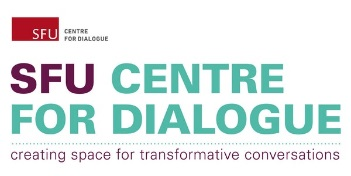 SFU CENTRE
FOR DIALOGUE
SFU CENTRE
FOR DIALOGUE
creating space for transformative conversations